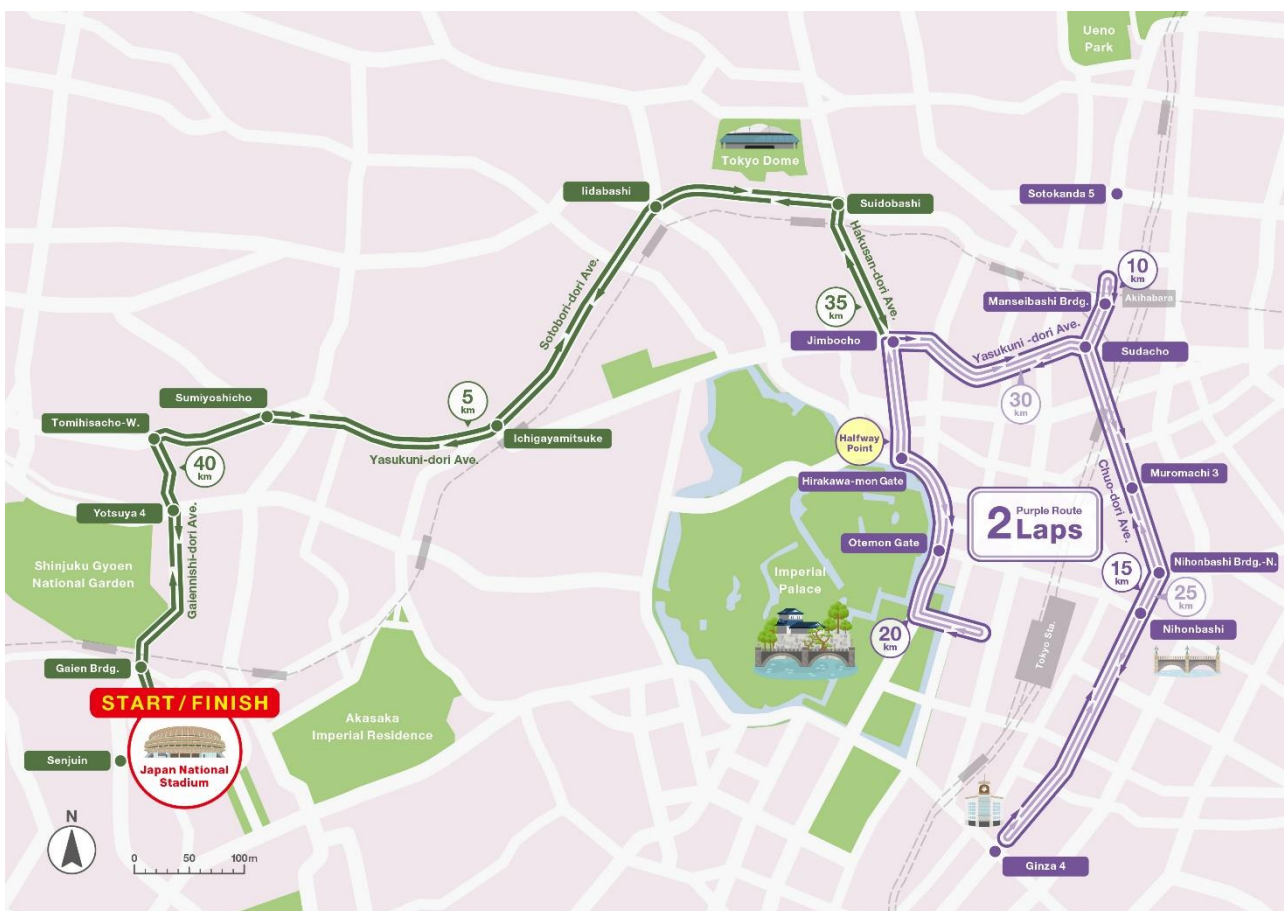 Ueno
Park
Tokyo Dome
Iidabashi
Suidobashi
Sotokanda 5
Hakusan-dori Ave.
10
km
Manseibashi Brdg.
Akihabara
35
km
Sotobori-dori Ave.
Jimbocho
Yasukuni -dori Ave.
Sudacho
30
km
Sumiyoshicho
5
km
Tomihisacho-W.
Ichigayamitsuke
Yasukuni-dori Ave.
40
km
Halfway
Point
Hirakawa-mon Gate
Chuo-dori Ave.
Muromachi 3
Yotsuya 4
Gaiennishi-dori Ave.
2
Purple Route
Laps
Otemon Gate
Shinjuku Gyoen
National Garden
Imperial
Palace
15
km
Nihonbashi Brdg.-N.
25
km
Nihonbashi
20
km
Tokyo Sta.
Gaien Brdg.
START / FINISH
Akasaka
Imperial Residence
Senjuin
Japan National
Stadium
N
0 50 100m
Ginza 4